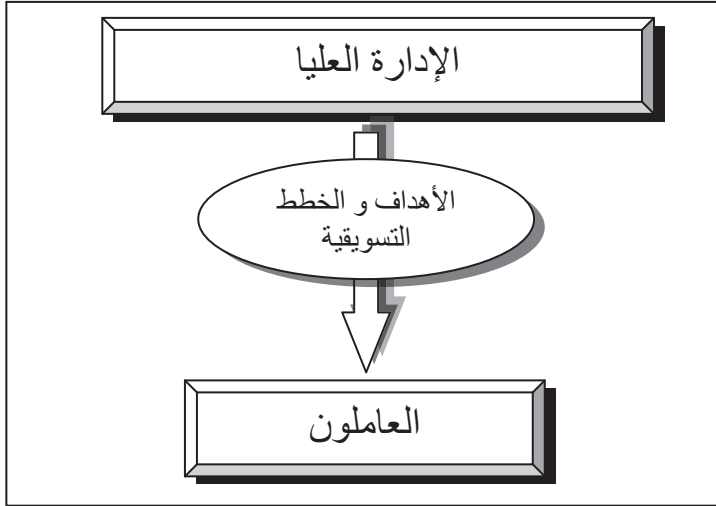 الإدارة العليا
الأهداف و الخطط
التسويقية
العاملون